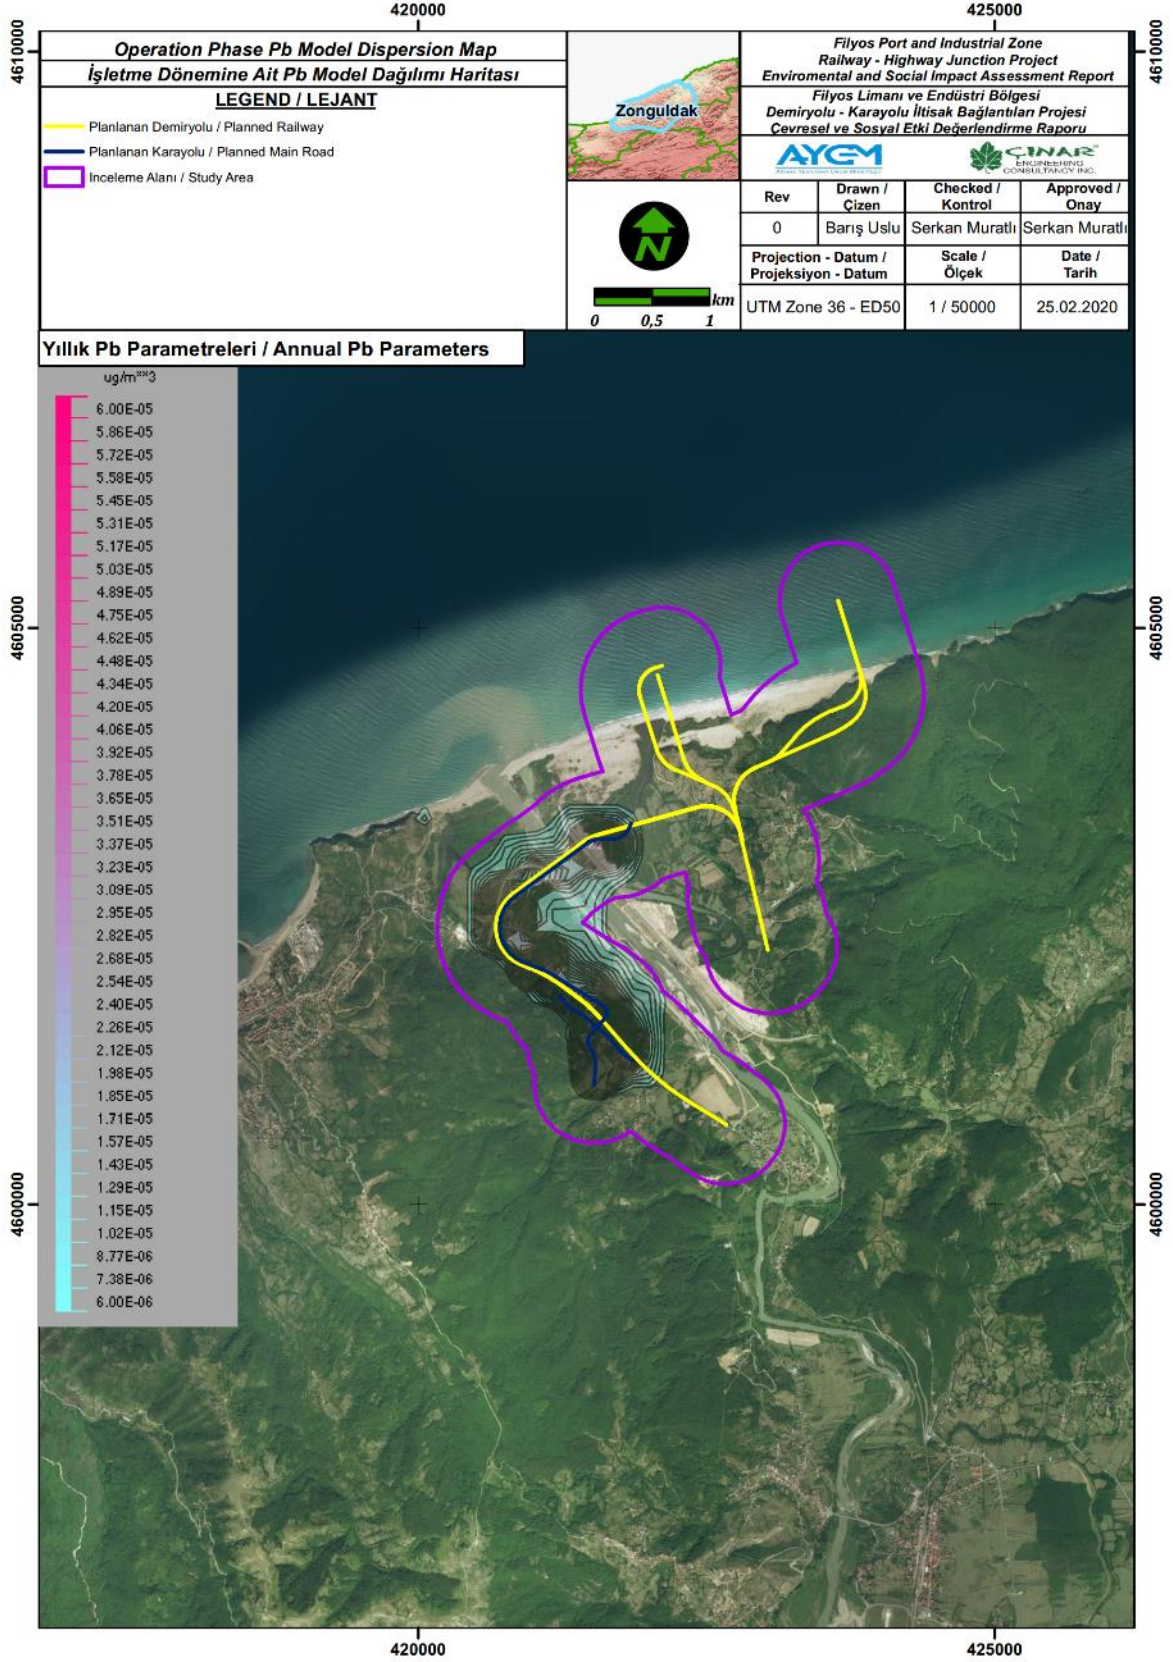 420000
425000
4610000
4610000
Operation Phase Pb Model Dispersion Map
İşletme Dönemine Ait Pb Model Dağılımı Haritası
LEGEND / LEJANT
Planlanan Demiryolu / Planned Railway
Planlanan Karayolu / Planned Main Road
İnceleme Alanı / Study Area
Zonguldak
N
km
0 0,5 1
Filyos Port and Industrial Zone
Railway - Highway Junction Project
Enviromental and Social Impact Assessment Report
Filyos Limanı ve Endüstri Bölgesi
Demiryolu - Karayolu İltisak Bağlantıları Projesi
Çevresel ve Sosyal Etki Değerlendirme Raporu
AYGM
ÇINAR
ENGINEERING
CONSULTANCY INC.
Rev
Drawn /
Çizen
Checked /
Kontrol
Approved /
Onay
0
Barış Uslu
Serkan Muratlı
Serkan Muratlı
Projection - Datum /
Projeksiyon - Datum
Scale /
Ölçek
Date /
Tarih
UTM Zone 36 - ED50
1 / 50000
25.02.2020
Yıllık Pb Parametreleri / Annual Pb Parameters
ug/m**3
6.00E-05
5.86E-05
5.72E-05
5.58E-05
5.45E-05
5.31E-05
5.17E-05
5.03E-05
4.89E-05
4.75E-05
4.62E-05
4.48E-05
4.34E-05
4.20E-05
4.06E-05
3.92E-05
3.78E-05
3.65E-05
3.51E-05
3.37E-05
3.23E-05
3.09E-05
2.95E-05
2.82E-05
2.68E-05
2.54E-05
2.40E-05
2.26E-05
2.12E-05
1.98E-05
1.85E-05
1.71E-05
1.57E-05
1.43E-05
1.29E-05
1.15E-05
1.02E-05
8.77E-06
7.38E-06
6.00E-06
4605000
4605000
4600000
4600000
420000
425000